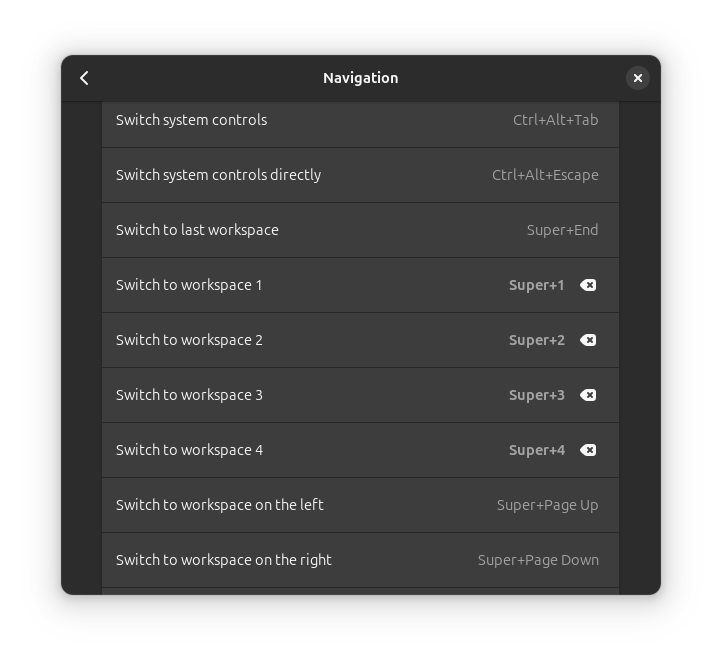 Navigation
Switch system controls Ctrl+Alt+Tab
Switch system controls directly Ctrl+Alt+Escape
Switch to last workspace Super+End
Switch to workspace 1 Super+1
Switch to workspace 2 Super+2
Switch to workspace 3 Super+3
Switch to workspace 4 Super+4
Switch to workspace on the left Super+Page Up
Switch to workspace on the right Super+Page Down